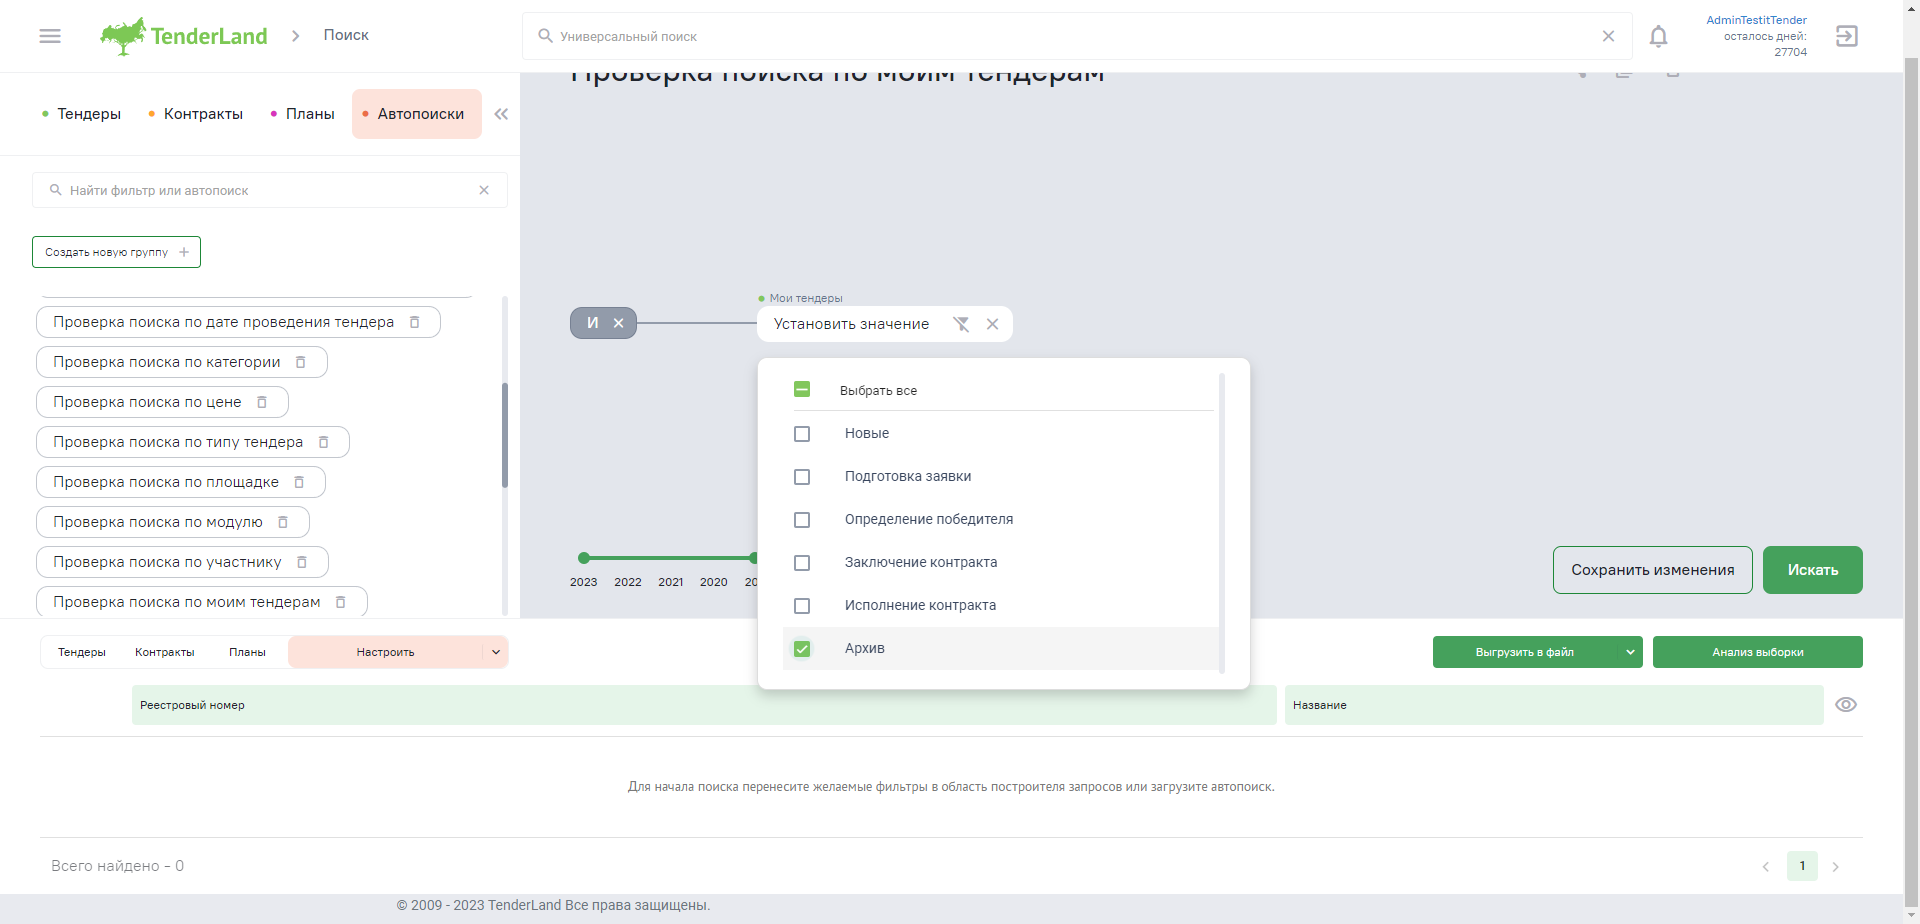 TenderLand
Поиск
Универсальный поиск
AdminTestitTender
осталось дней:
27704
Тендеры
Контракты
Планы
Автопоиски
Проверка поиска по моим тендерам
Найти фильтр или автопоиск
Создать новую группу
Проверка поиска по дате проведения тендера
Проверка поиска по категории
Проверка поиска по цене
Проверка поиска по типу тендера
Проверка поиска по площадке
Проверка поиска по модулю
Проверка поиска по участнику
Проверка поиска по моим тендерам
Мои тендеры
И
Установить значение
Выбрать все
Новые
Подготовка заявки
Определение победителя
Заключение контракта
Исполнение контракта
Архив
2023 2022 2021 2020 20
Сохранить изменения
Искать
Тендеры
Контракты
Планы
Настроить
Выгрузить в файл
Анализ выборки
Реестровый номер
Название
Для начала поиска перенесите желаемые фильтры в область построителя запросов или загрузите автопоиск.
Всего найдено - 0
1
© 2009 - 2023 TenderLand Все права защищены.